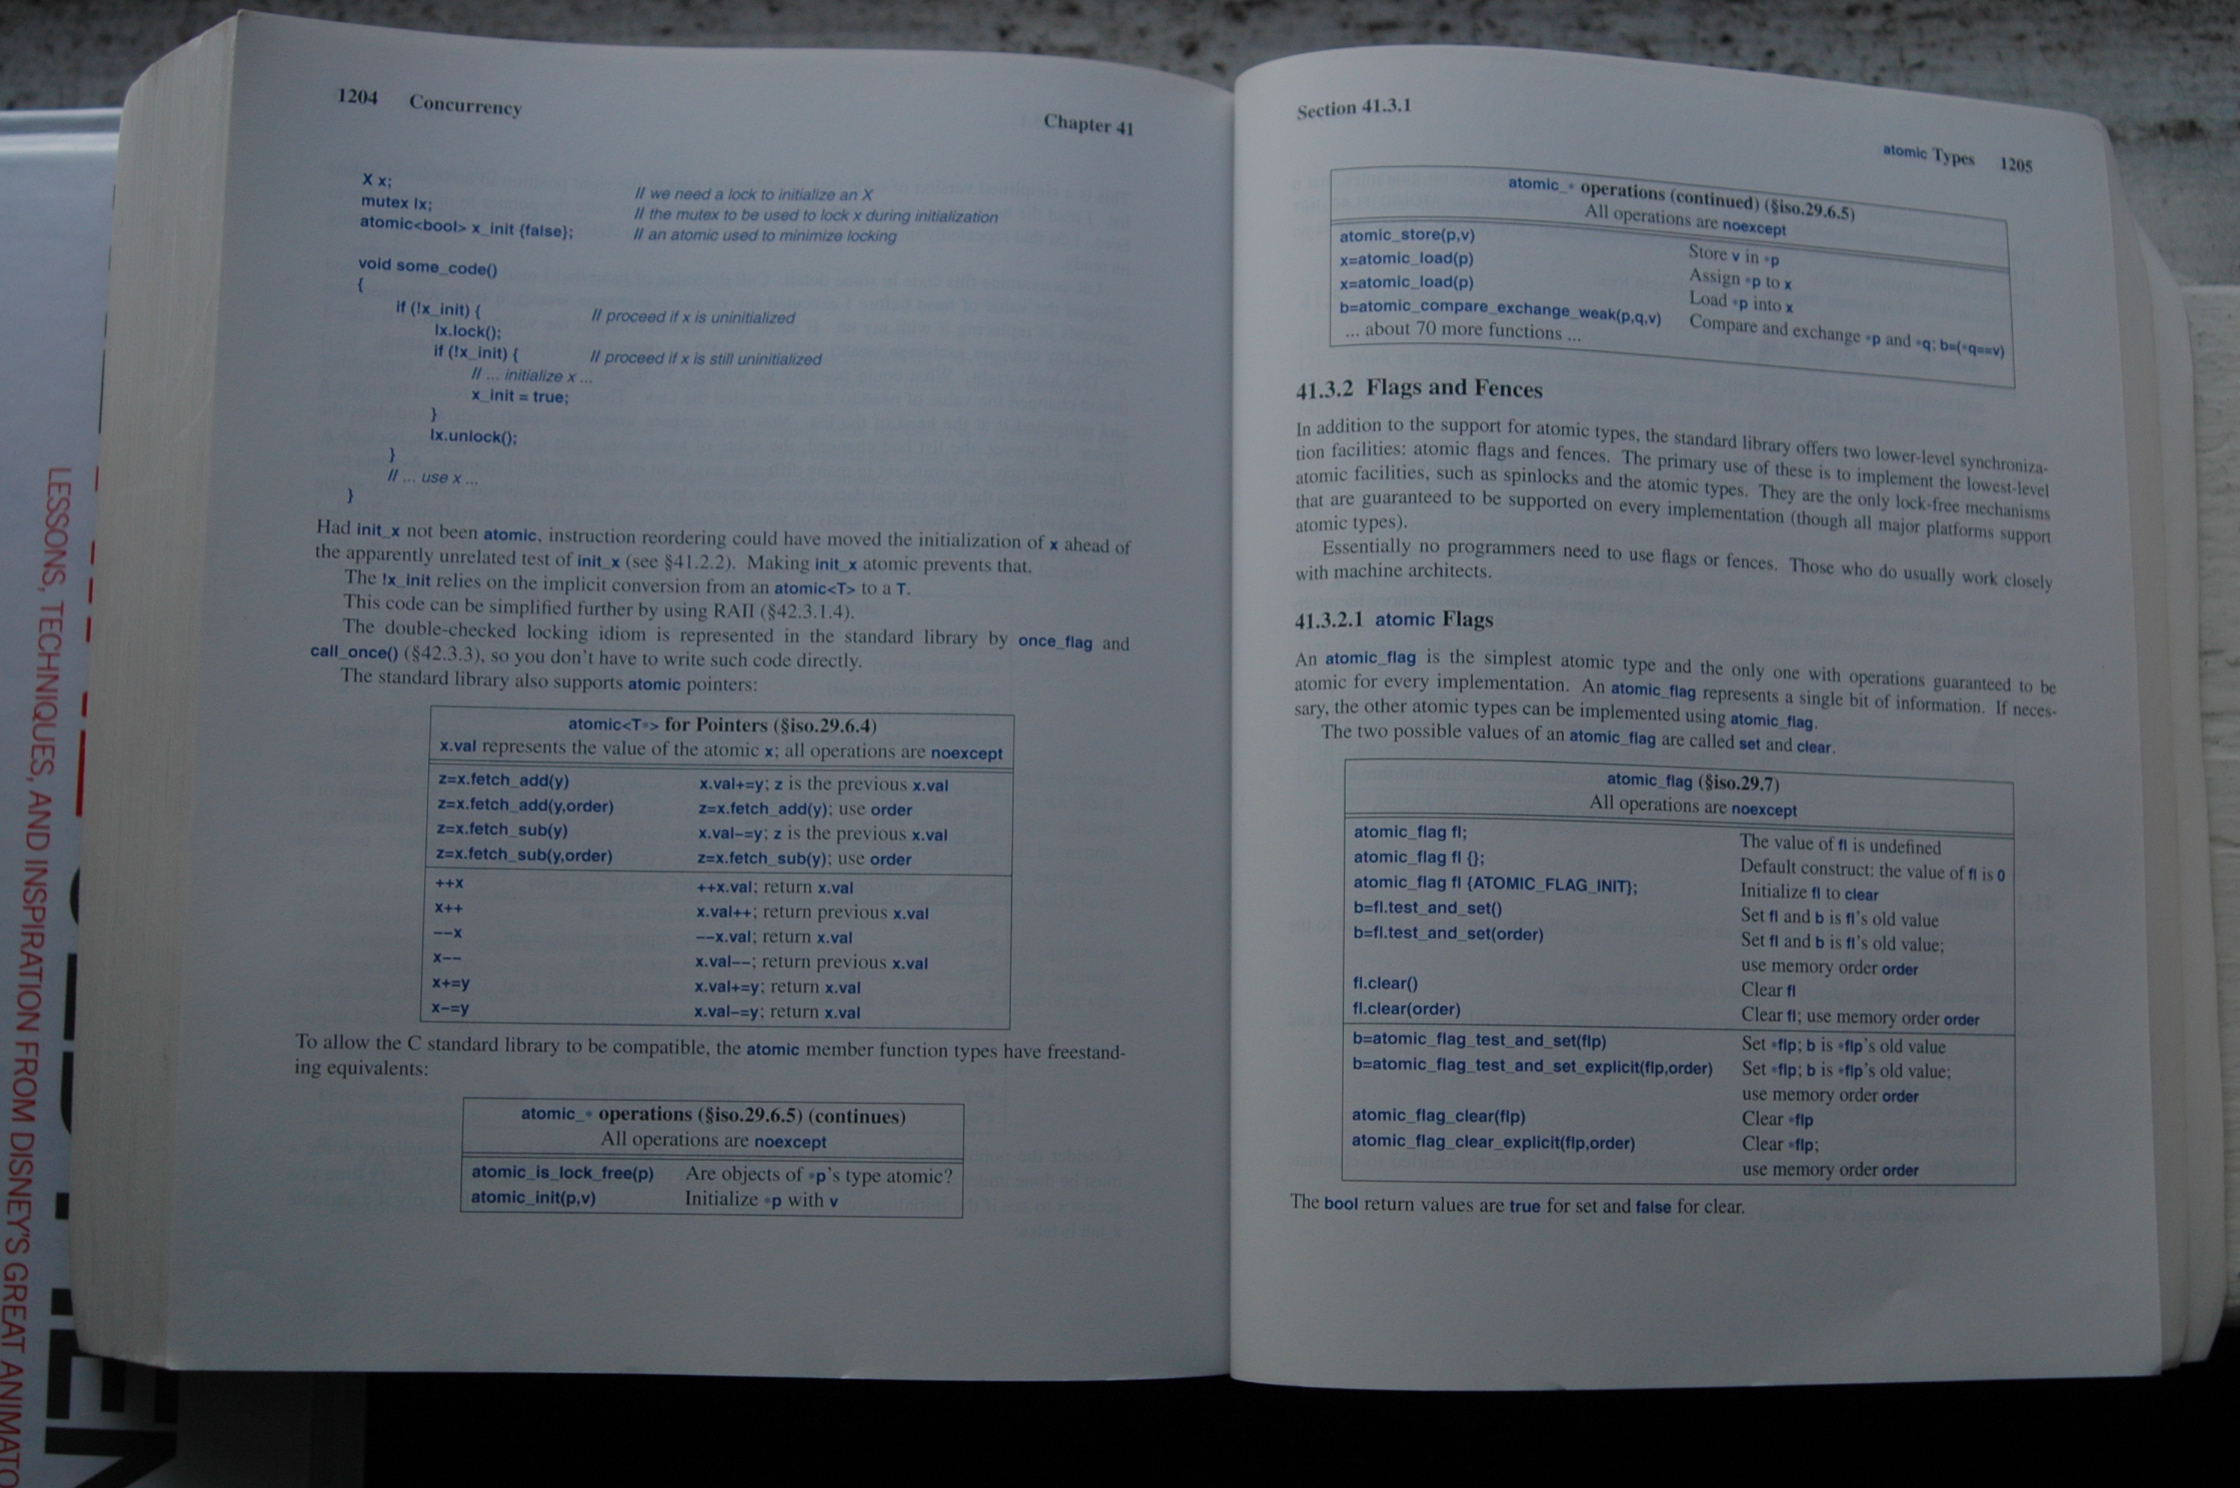 1204 Concurrency
Chapter 41
X x; // we need a lock to initialize an X
mutex lx; // the mutex to be used to lock x during initialization
atomic<bool> x_init {false}; // an atomic used to minimize locking
void some_code()
{
if (!x_init) { // proceed if x is uninitialized
lx.lock();
if (!x_init) { // proceed if x is still uninitialized
// ... initialize x ...
x_init = true;
}
lx.unlock();
}
// ... use x ...
}
Had init_x not been atomic, instruction reordering could have moved the initialization of x ahead of
the apparently unrelated test of init_x (see §41.2.2). Making init_x atomic prevents that.
The !x_init relies on the implicit conversion from an atomic<T> to a T.
This code can be simplified further by using RAII (§42.3.1.4).
The double-checked locking idiom is represented in the standard library by once_flag and
call_once() (§42.3.3), so you don't have to write such code directly.
The standard library also supports atomic pointers:
atomic<T*> for Pointers (§iso.29.6.4)
x.val represents the value of the atomic x; all operations are noexcept
z=x.fetch_add(y) x.val+=y; z is the previous x.val
z=x.fetch_add(y,order) z=x.fetch_add(y); use order
z=x.fetch_sub(y) x.val-=y; z is the previous x.val
z=x.fetch_sub(y,order) z=x.fetch_sub(y); use order
++x ++x.val; return x.val
x++ x.val++; return previous x.val
--x --x.val; return x.val
x-- x.val--; return previous x.val
x+=y x.val+=y; return x.val
x-=y x.val-=y; return x.val
To allow the C standard library to be compatible, the atomic member function types have freestand-
ing equivalents:
atomic_* operations (§iso.29.6.5) (continues)
All operations are noexcept
atomic_is_lock_free(p) Are objects of *p's type atomic?
atomic_init(p,v) Initialize *p with v
Section 41.3.1
atomic Types 1205
atomic_* operations (continued) (§iso.29.6.5)
All operations are noexcept
atomic_store(p,v) Store v in *p
x=atomic_load(p) Assign *p to x
x=atomic_load(p) Load *p into x
b=atomic_compare_exchange_weak(p,q,v) Compare and exchange *p and *q; b=(*q==v)
... about 70 more functions ...
41.3.2 Flags and Fences
In addition to the support for atomic types, the standard library offers two lower-level synchroniza-
tion facilities: atomic flags and fences. The primary use of these is to implement the lowest-level
atomic facilities, such as spinlocks and the atomic types. They are the only lock-free mechanisms
that are guaranteed to be supported on every implementation (though all major platforms support
atomic types).
Essentially no programmers need to use flags or fences. Those who do usually work closely
with machine architects.
41.3.2.1 atomic Flags
An atomic_flag is the simplest atomic type and the only one with operations guaranteed to be
atomic for every implementation. An atomic_flag represents a single bit of information. If neces-
sary, the other atomic types can be implemented using atomic_flag.
The two possible values of an atomic_flag are called set and clear.
atomic_flag (§iso.29.7)
All operations are noexcept
atomic_flag fl; The value of fl is undefined
atomic_flag fl {}; Default construct: the value of fl is 0
atomic_flag fl {ATOMIC_FLAG_INIT}; Initialize fl to clear
b=fl.test_and_set() Set fl and b is fl's old value
b=fl.test_and_set(order) Set fl and b is fl's old value;
use memory order order
fl.clear() Clear fl
fl.clear(order) Clear fl; use memory order order
b=atomic_flag_test_and_set(flp) Set *flp; b is *flp's old value
b=atomic_flag_test_and_set_explicit(flp,order) Set *flp; b is *flp's old value;
use memory order order
atomic_flag_clear(flp) Clear *flp
atomic_flag_clear_explicit(flp,order) Clear *flp;
use memory order order
The bool return values are true for set and false for clear.
LESSONS, TECHNIQUES, AND INSPIRATION FROM DISNEY'S GREAT ANIMATO